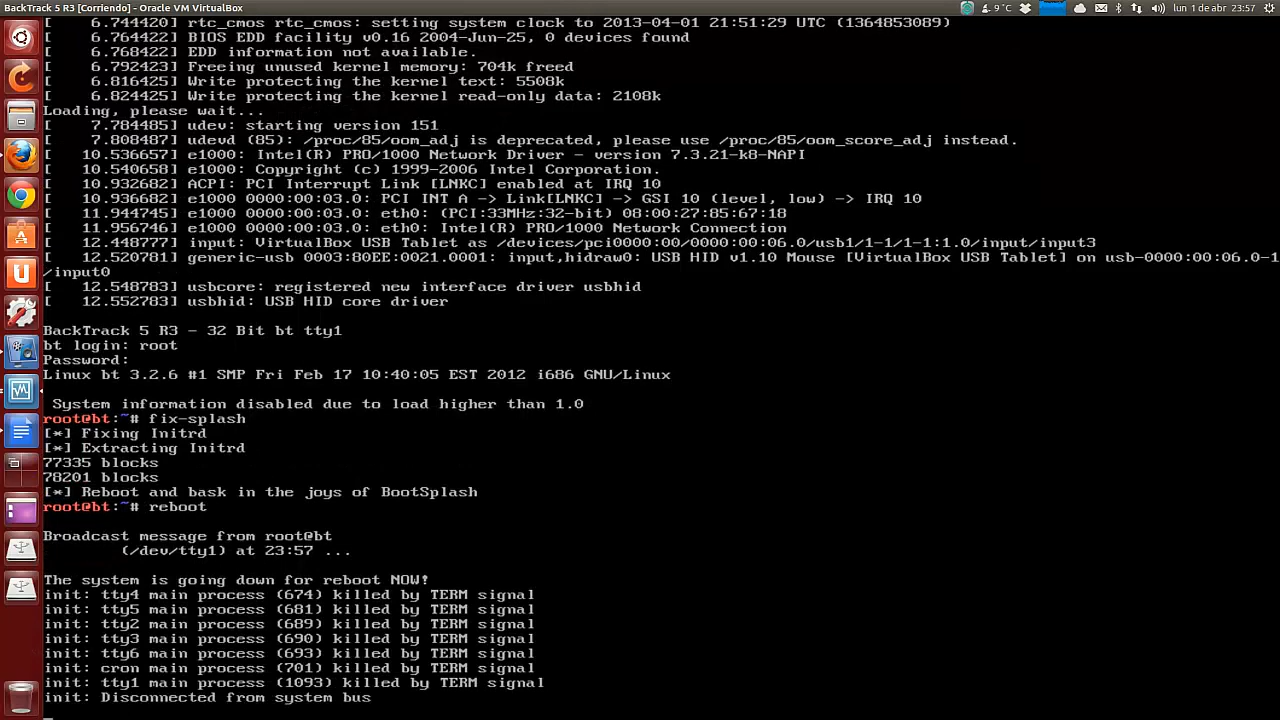 BackTrack 5 R3 [Corriendo] - Oracle VM VirtualBox
9 °C
lun 1 de abr
23:57
[    6.744420] rtc_cmos rtc_cmos: setting system clock to 2013-04-01 21:51:29 UTC (1364853089)
[    6.764422] BIOS EDD facility v0.16 2004-Jun-25, 0 devices found
[    6.768422] EDD information not available.
[    6.792423] Freeing unused kernel memory: 704k freed
[    6.816425] Write protecting the kernel text: 5508k
[    6.824425] Write protecting the kernel read-only data: 2108k
Loading, please wait...
[    7.784485] udev: starting version 151
[    7.808487] udevd (85): /proc/85/oom_adj is deprecated, please use /proc/85/oom_score_adj instead.
[   10.536657] e1000: Intel(R) PRO/1000 Network Driver - version 7.3.21-k8-NAPI
[   10.540658] e1000: Copyright (c) 1999-2006 Intel Corporation.
[   10.932682] ACPI: PCI Interrupt Link [LNKC] enabled at IRQ 10
[   10.936682] e1000 0000:00:03.0: PCI INT A -> Link[LNKC] -> GSI 10 (level, low) -> IRQ 10
[   11.944745] e1000 0000:00:03.0: eth0: (PCI:33MHz:32-bit) 08:00:27:85:67:18
[   11.956746] e1000 0000:00:03.0: eth0: Intel(R) PRO/1000 Network Connection
[   12.448777] input: VirtualBox USB Tablet as /devices/pci0000:00/0000:00:06.0/usb1/1-1/1-1:1.0/input/input3
[   12.520781] generic-usb 0003:80EE:0021.0001: input,hidraw0: USB HID v1.10 Mouse [VirtualBox USB Tablet] on usb-0000:00:06.0-1
/input0
[   12.548783] usbcore: registered new interface driver usbhid
[   12.552783] usbhid: USB HID core driver
BackTrack 5 R3 - 32 Bit bt tty1
bt login: root
Password:
Linux bt 3.2.6 #1 SMP Fri Feb 17 10:40:05 EST 2012 i686 GNU/Linux
System information disabled due to load higher than 1.0
root@bt:~# fix-splash
[*] Fixing Initrd
[*] Extracting Initrd
77335 blocks
78201 blocks
[*] Reboot and bask in the joys of BootSplash
root@bt:~# reboot
Broadcast message from root@bt
(/dev/tty1) at 23:57 ...
The system is going down for reboot NOW!
init: tty4 main process (674) killed by TERM signal
init: tty5 main process (681) killed by TERM signal
init: tty2 main process (689) killed by TERM signal
init: tty3 main process (690) killed by TERM signal
init: tty6 main process (693) killed by TERM signal
init: cron main process (701) killed by TERM signal
init: tty1 main process (1093) killed by TERM signal
init: Disconnected from system bus